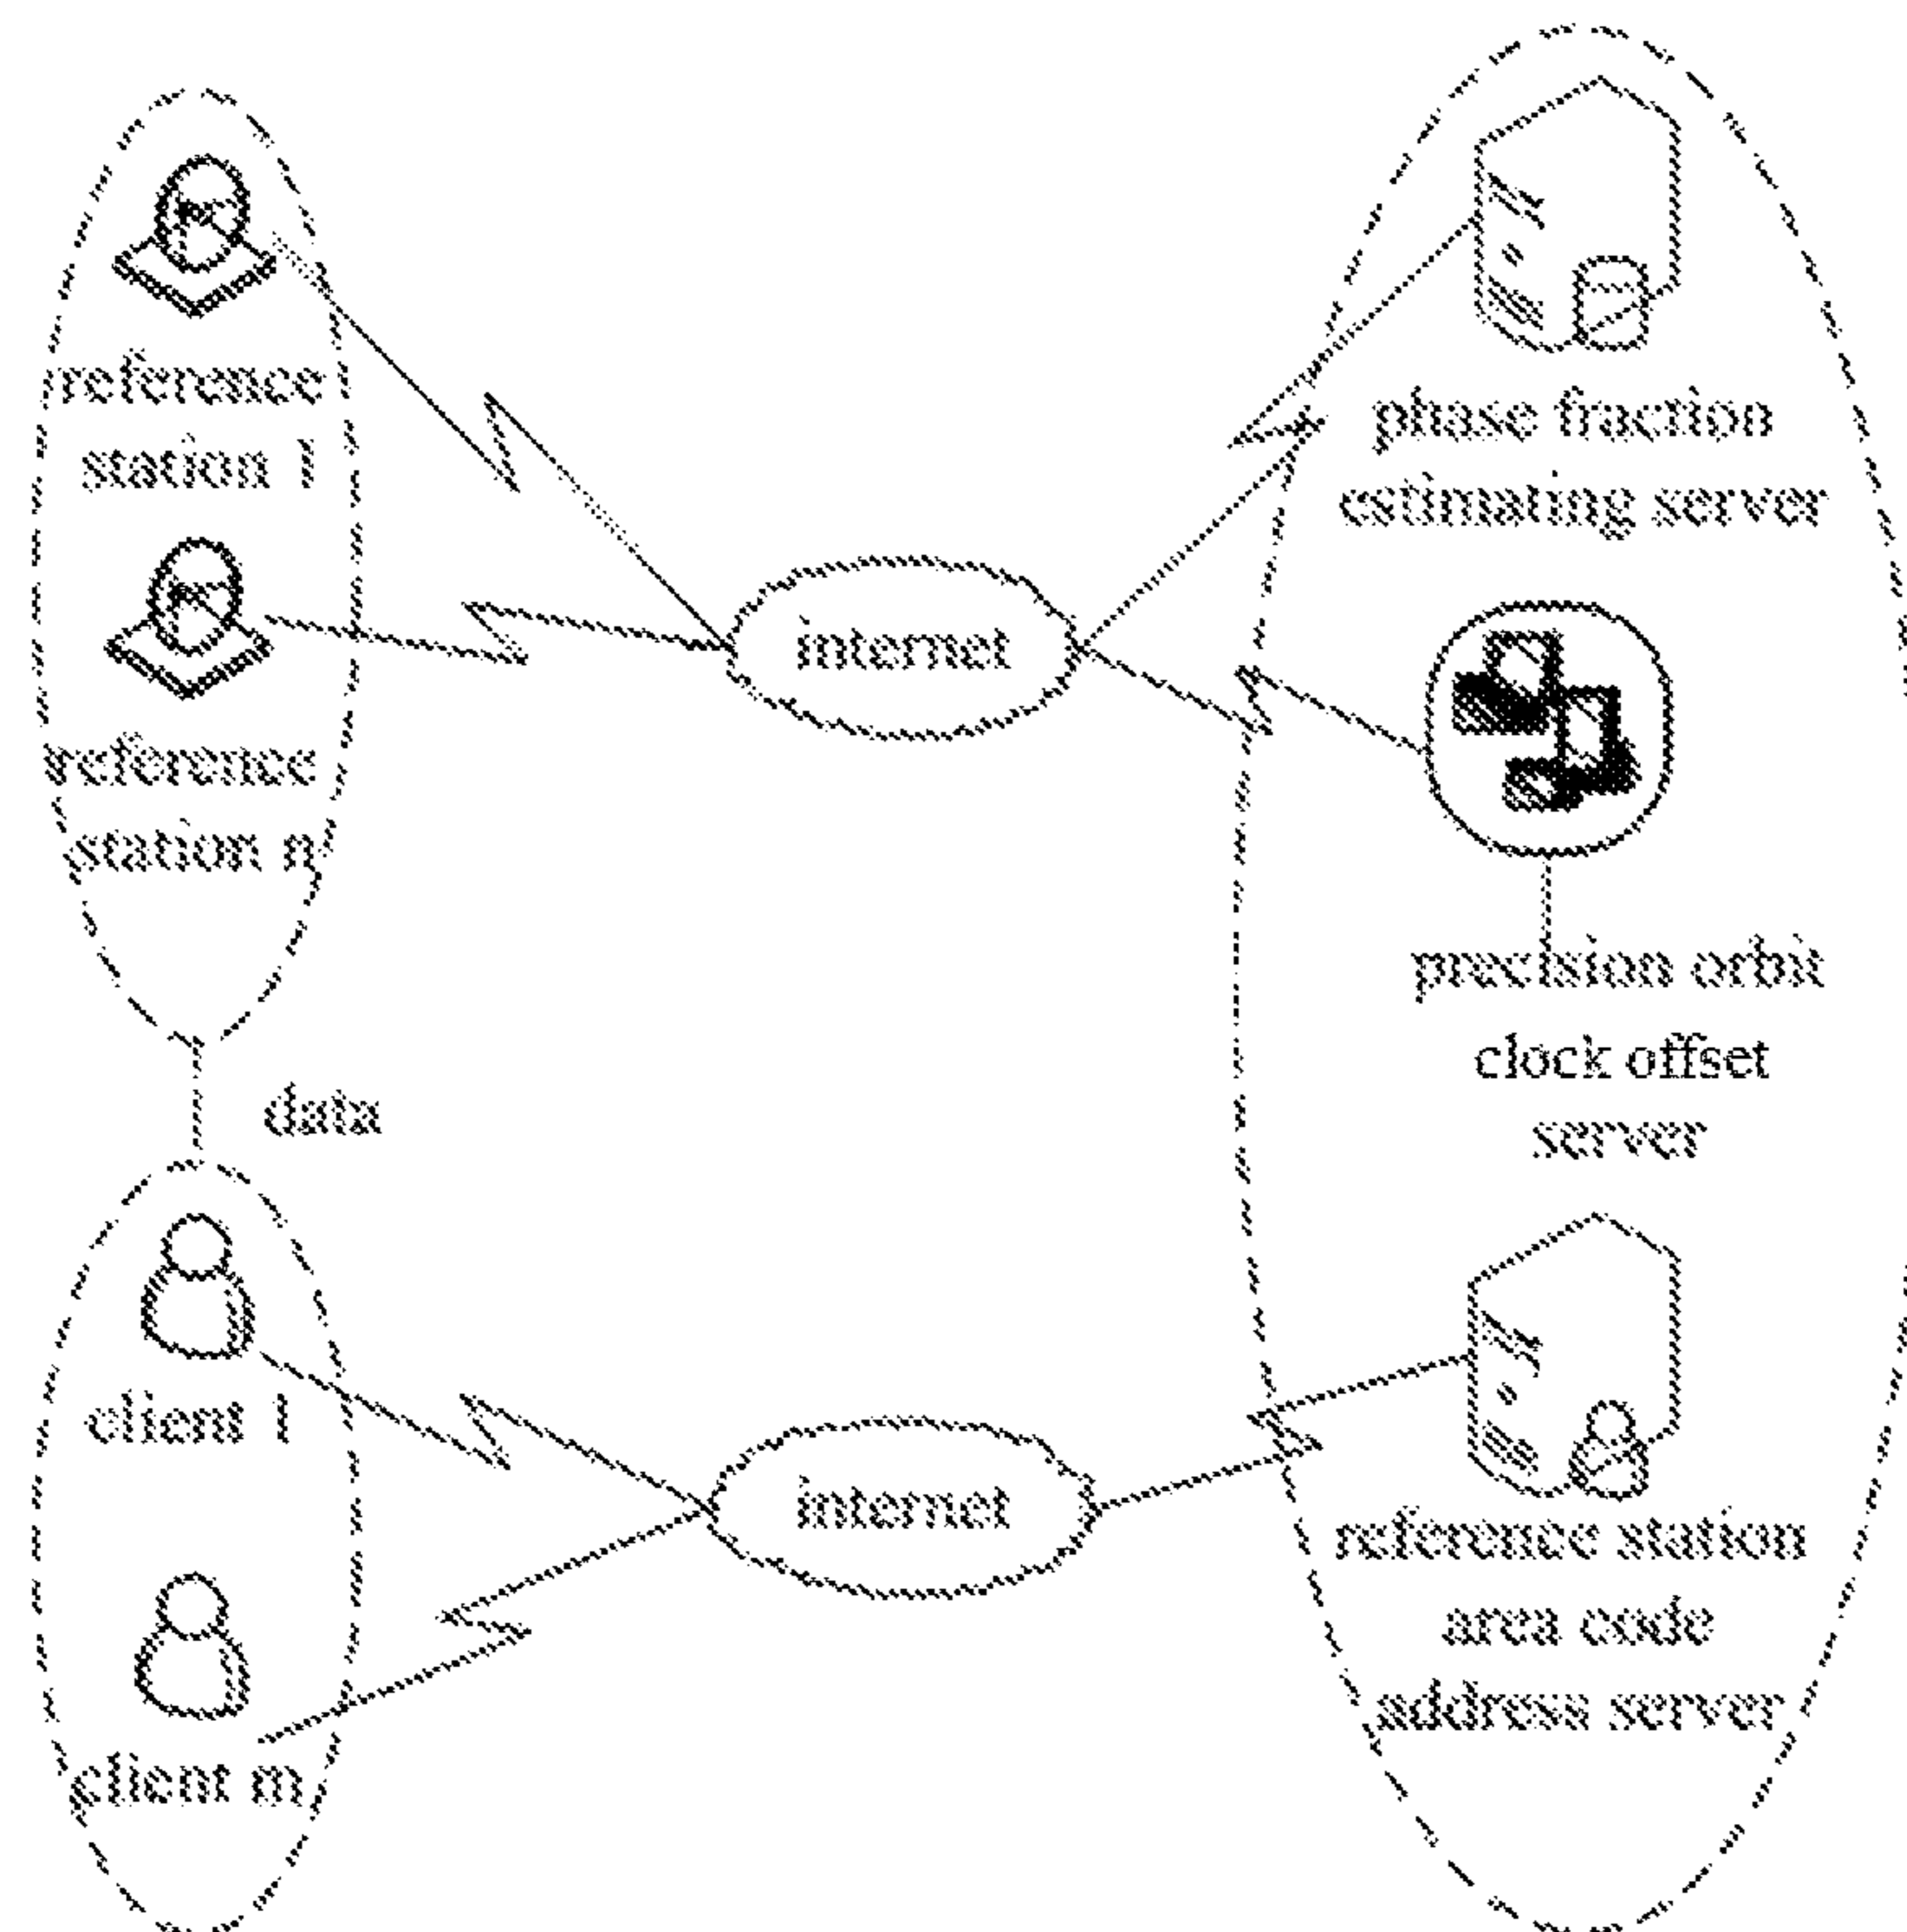 reference
station 1
reference
station n
internet
phase fraction
estimating server
precision orbit
clock offset
server
data
client 1
client m
internet
reference station
area code
address server